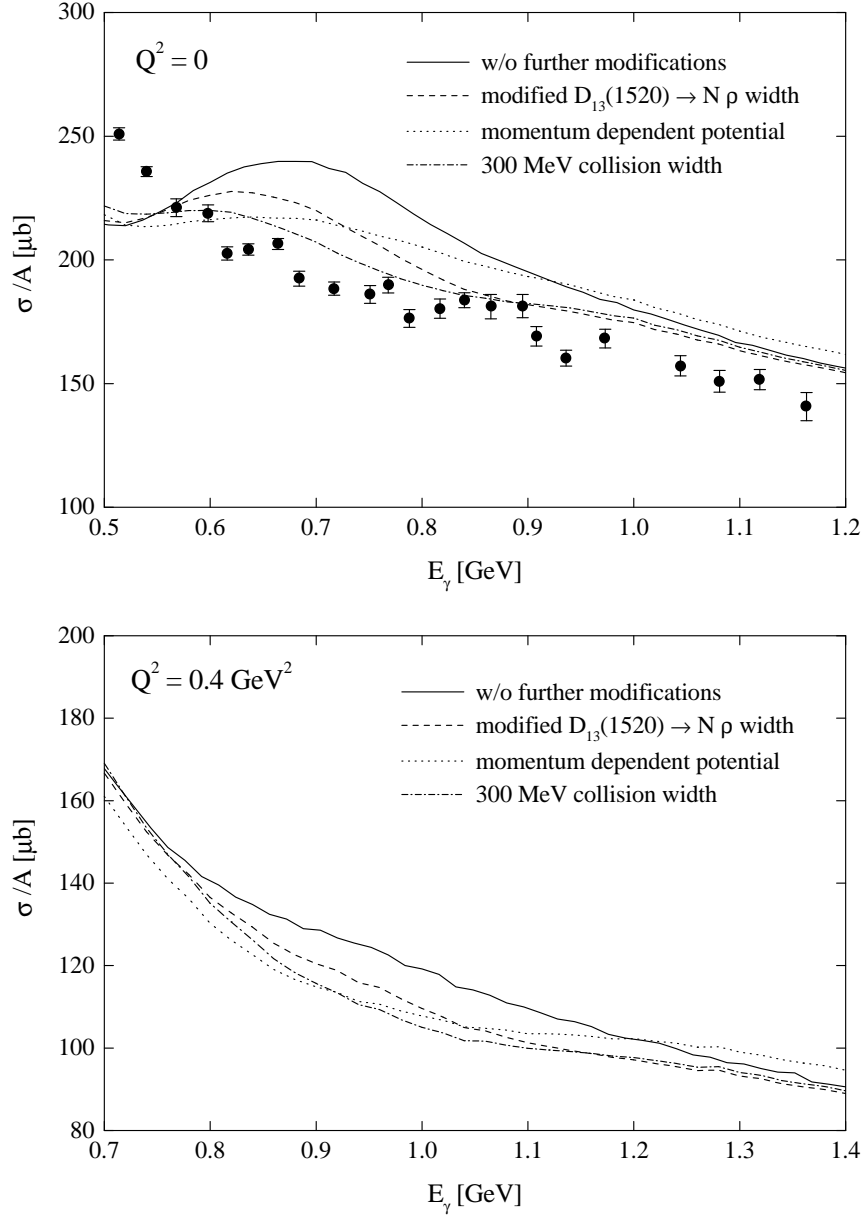 300
250
200
150
100
σ/A [μb]
Q² = 0
w/o further modifications
modified D₁₃(1520) → N ρ width
momentum dependent potential
300 MeV collision width
0.5 0.6 0.7 0.8 0.9 1.0 1.1 1.2
E_γ [GeV]
200
180
160
140
120
100
80
σ/A [μb]
Q² = 0.4 GeV²
w/o further modifications
modified D₁₃(1520) → N ρ width
momentum dependent potential
300 MeV collision width
0.7 0.8 0.9 1.0 1.1 1.2 1.3 1.4
E_γ [GeV]